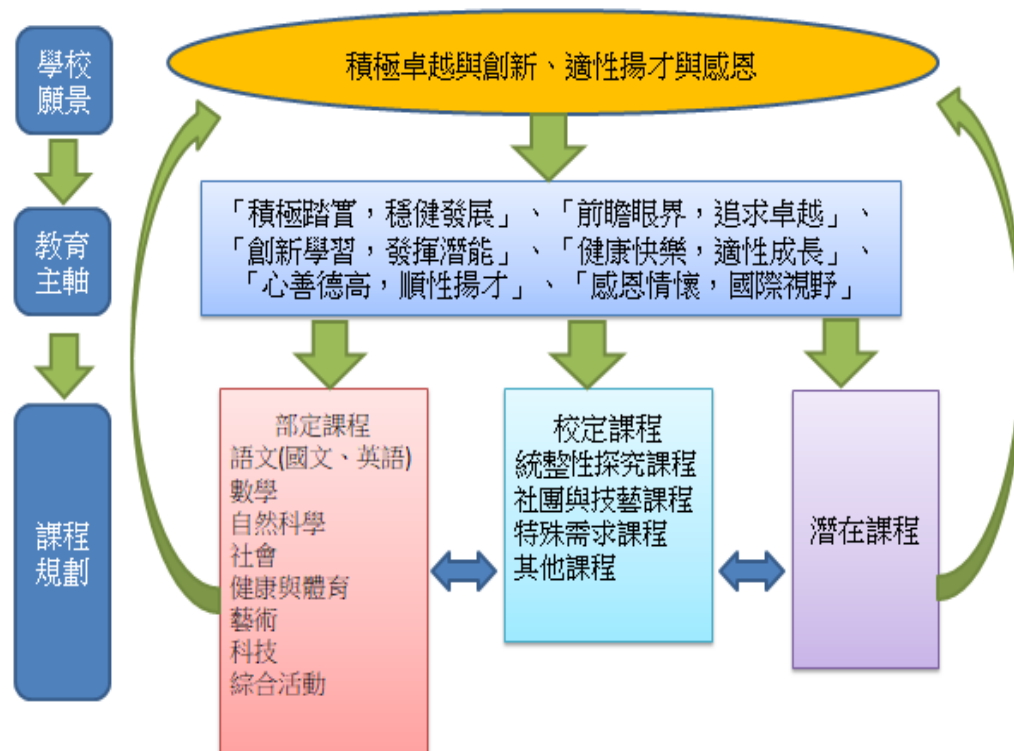 學校
願景
積極卓越與創新、適性揚才與感恩
教育
主軸
「積極踏實，穩健發展」、「前瞻眼界，追求卓越」、
「創新學習，發揮潛能」、「健康快樂，適性成長」、
「心善德高，順性揚才」、「感恩情懷，國際視野」
課程
規劃
部定課程
語文(國文、英語)
數學
自然科學
社會
健康與體育
藝術
科技
綜合活動
校定課程
統整性探究課程
社團與技藝課程
特殊需求課程
其他課程
潛在課程